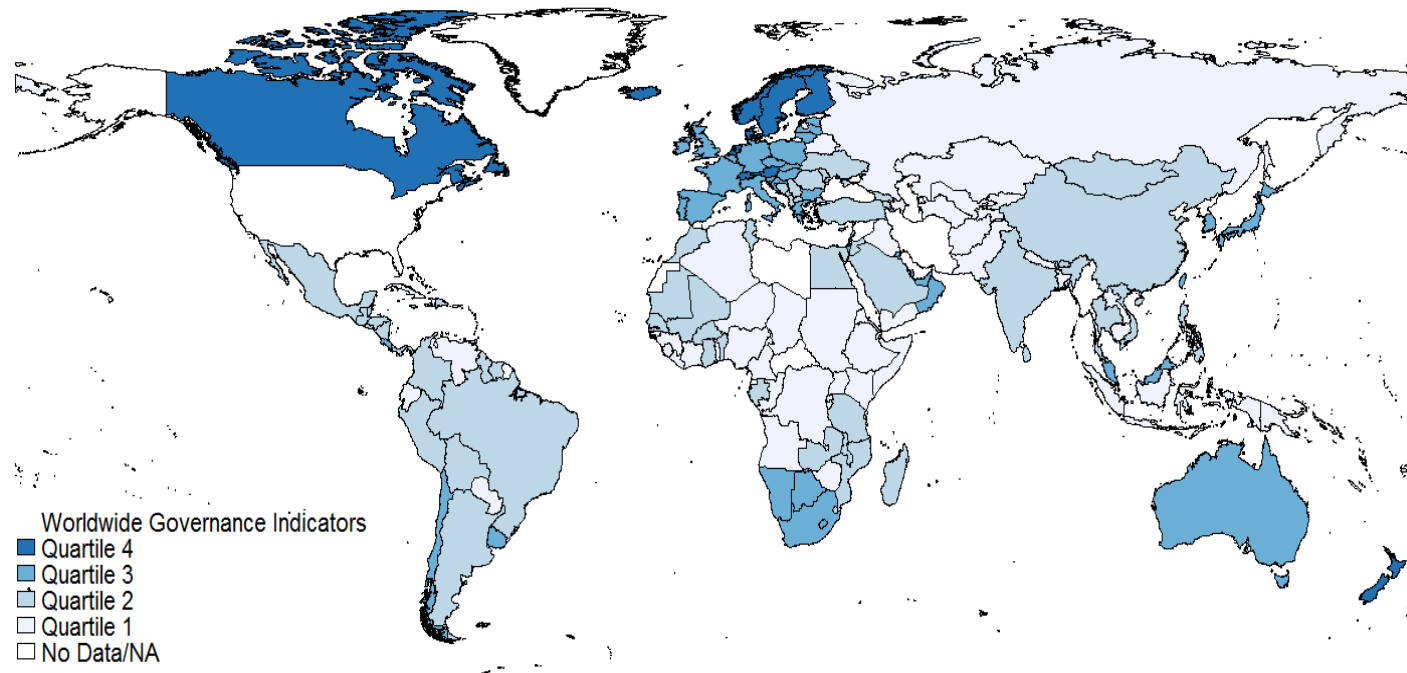 Worldwide Governance Indicators
Quartile 4
Quartile 3
Quartile 2
Quartile 1
No Data/NA